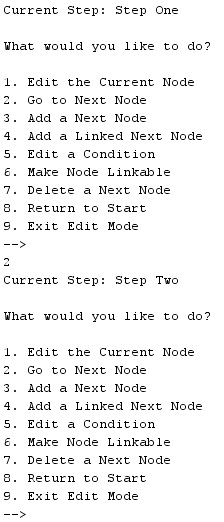 Current Step: Step One
What would you like to do?
1. Edit the Current Node
2. Go to Next Node
3. Add a Next Node
4. Add a Linked Next Node
5. Edit a Condition
6. Make Node Linkable
7. Delete a Next Node
8. Return to Start
9. Exit Edit Mode
-->
2
Current Step: Step Two
What would you like to do?
1. Edit the Current Node
2. Go to Next Node
3. Add a Next Node
4. Add a Linked Next Node
5. Edit a Condition
6. Make Node Linkable
7. Delete a Next Node
8. Return to Start
9. Exit Edit Mode
-->